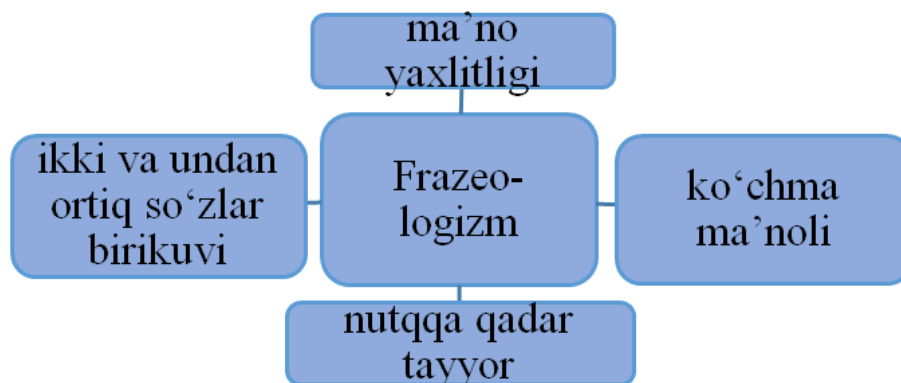 ma’no
yaxlitligi
ikki va undan
ortiq so‘zlar
birikuvi
Frazeo-
logizm
ko‘chma
ma’noli
nutqqa qadar
tayyor